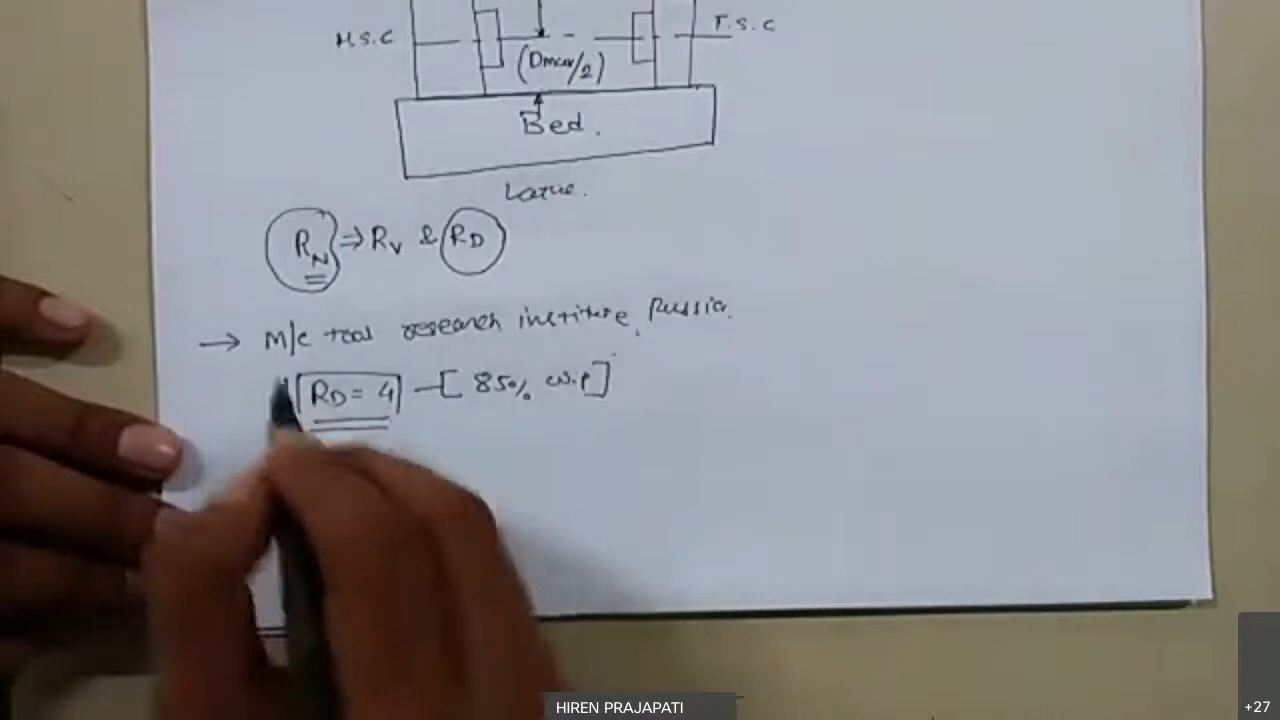 M.S.C T.S.C
(Dmax/2)
Bed.
Lathe.
RN ⇒ RV & RD
→ M/c tool research institute, Russia.
RD = 4 - [85% w.p]
HIREN PRAJAPATI
+27